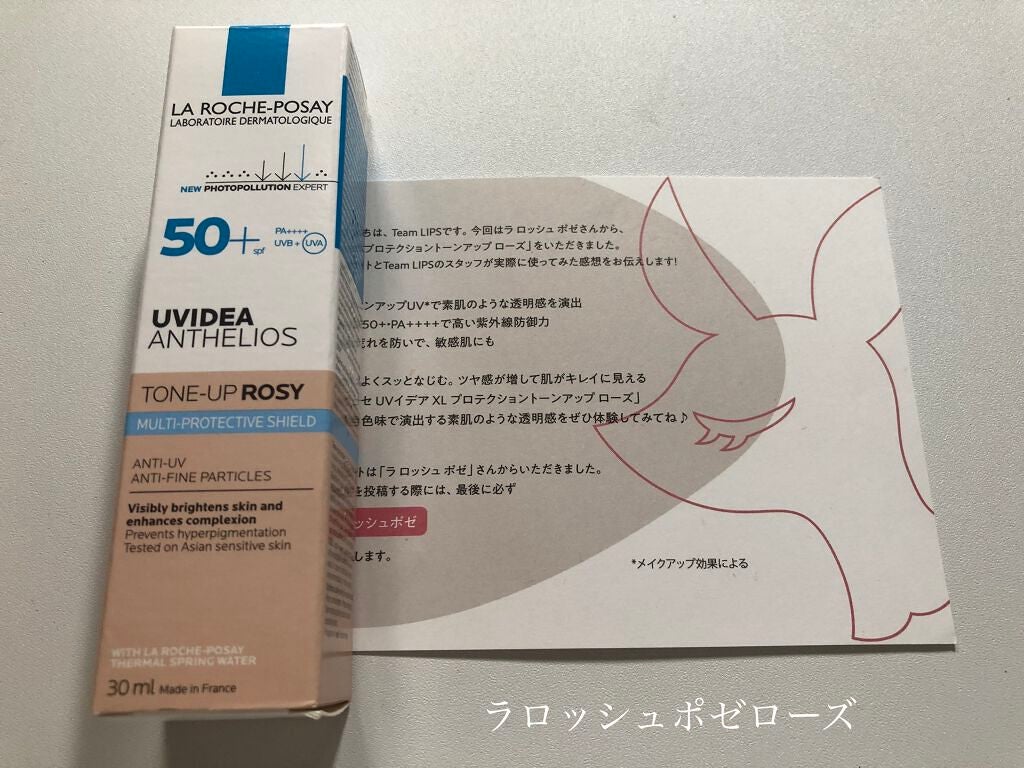 LA ROCHE-POSAY
LABORATOIRE DERMATOLOGIQUE
NEW PHOTOPOLLUTION EXPERT
50+ spf
PA++++
UVB + UVA
UVIDEA
ANTHELIOS
TONE-UP ROSY
MULTI-PROTECTIVE SHIELD
ANTI-UV
ANTI-FINE PARTICLES
Visibly brightens skin and
enhances complexion
Prevents hyperpigmentation
Tested on Asian sensitive skin
WITH LA ROCHE-POSAY
THERMAL SPRING WATER
30 ml Made in France
ちは、Team LIPSです。今回はラ ロッシュ ポゼさんから、
プロテクショントーンアップ ローズ」をいただきました。
トとTeam LIPSのスタッフが実際に使ってみた感想をお伝えします!
ンアップUV*で素肌のような透明感を演出
50+・PA++++で高い紫外線防御力
荒れを防いで、敏感肌にも
よくスッとなじむ。ツヤ感が増して肌がキレイに見える
セ UVイデア XL プロテクショントーンアップ ローズ」
色味で演出する素肌のような透明感をぜひ体験してみてね♪
トは「ラ ロッシュ ポゼ」さんからいただきました。
を投稿する際には、最後に必ず
ッシュポゼ
します。
*メイクアップ効果による
ラロッシュポゼローズ